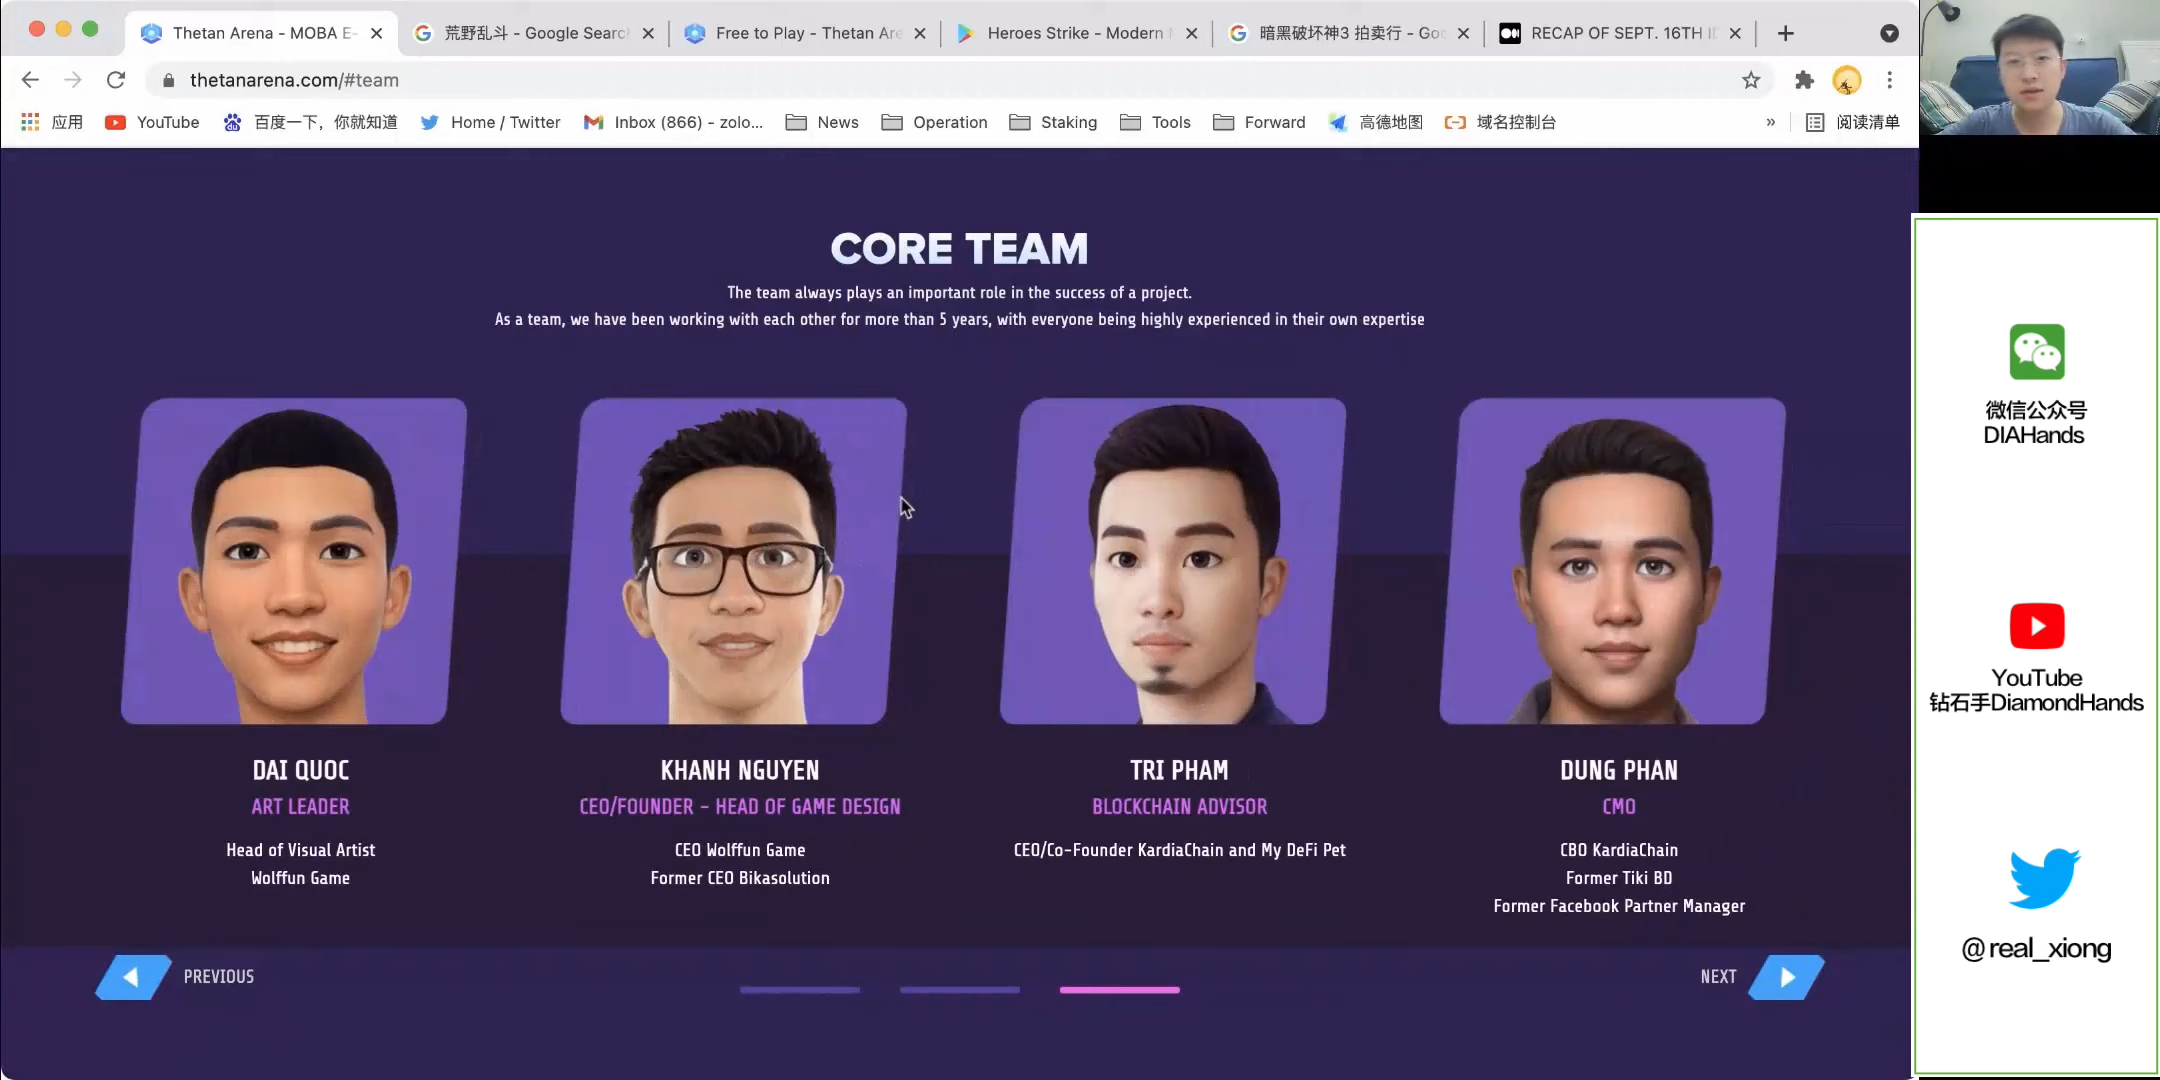 Thetan Arena - MOBA E-
荒野乱斗 - Google Searc
Free to Play - Thetan Are
Heroes Strike - Modern
暗黑破坏神3 拍卖行 - Goo
RECAP OF SEPT. 16TH I
thetanarena.com/#team
应用
YouTube
百度一下，你就知道
Home / Twitter
Inbox (866) - zolo...
News
Operation
Staking
Tools
Forward
高德地图
域名控制台
»
阅读清单
CORE TEAM
The team always plays an important role in the success of a project.
As a team, we have been working with each other for more than 5 years, with everyone being highly experienced in their own expertise
DAI QUOC
ART LEADER
Head of Visual Artist
Wolffun Game
KHANH NGUYEN
CEO/FOUNDER - HEAD OF GAME DESIGN
CEO Wolffun Game
Former CEO Bikasolution
TRI PHAM
BLOCKCHAIN ADVISOR
CEO/Co-Founder KardiaChain and My DeFi Pet
DUNG PHAN
CMO
CBO KardiaChain
Former Tiki BD
Former Facebook Partner Manager
PREVIOUS
NEXT
微信公众号
DIAHands
YouTube
钻石手DiamondHands
@real_xiong